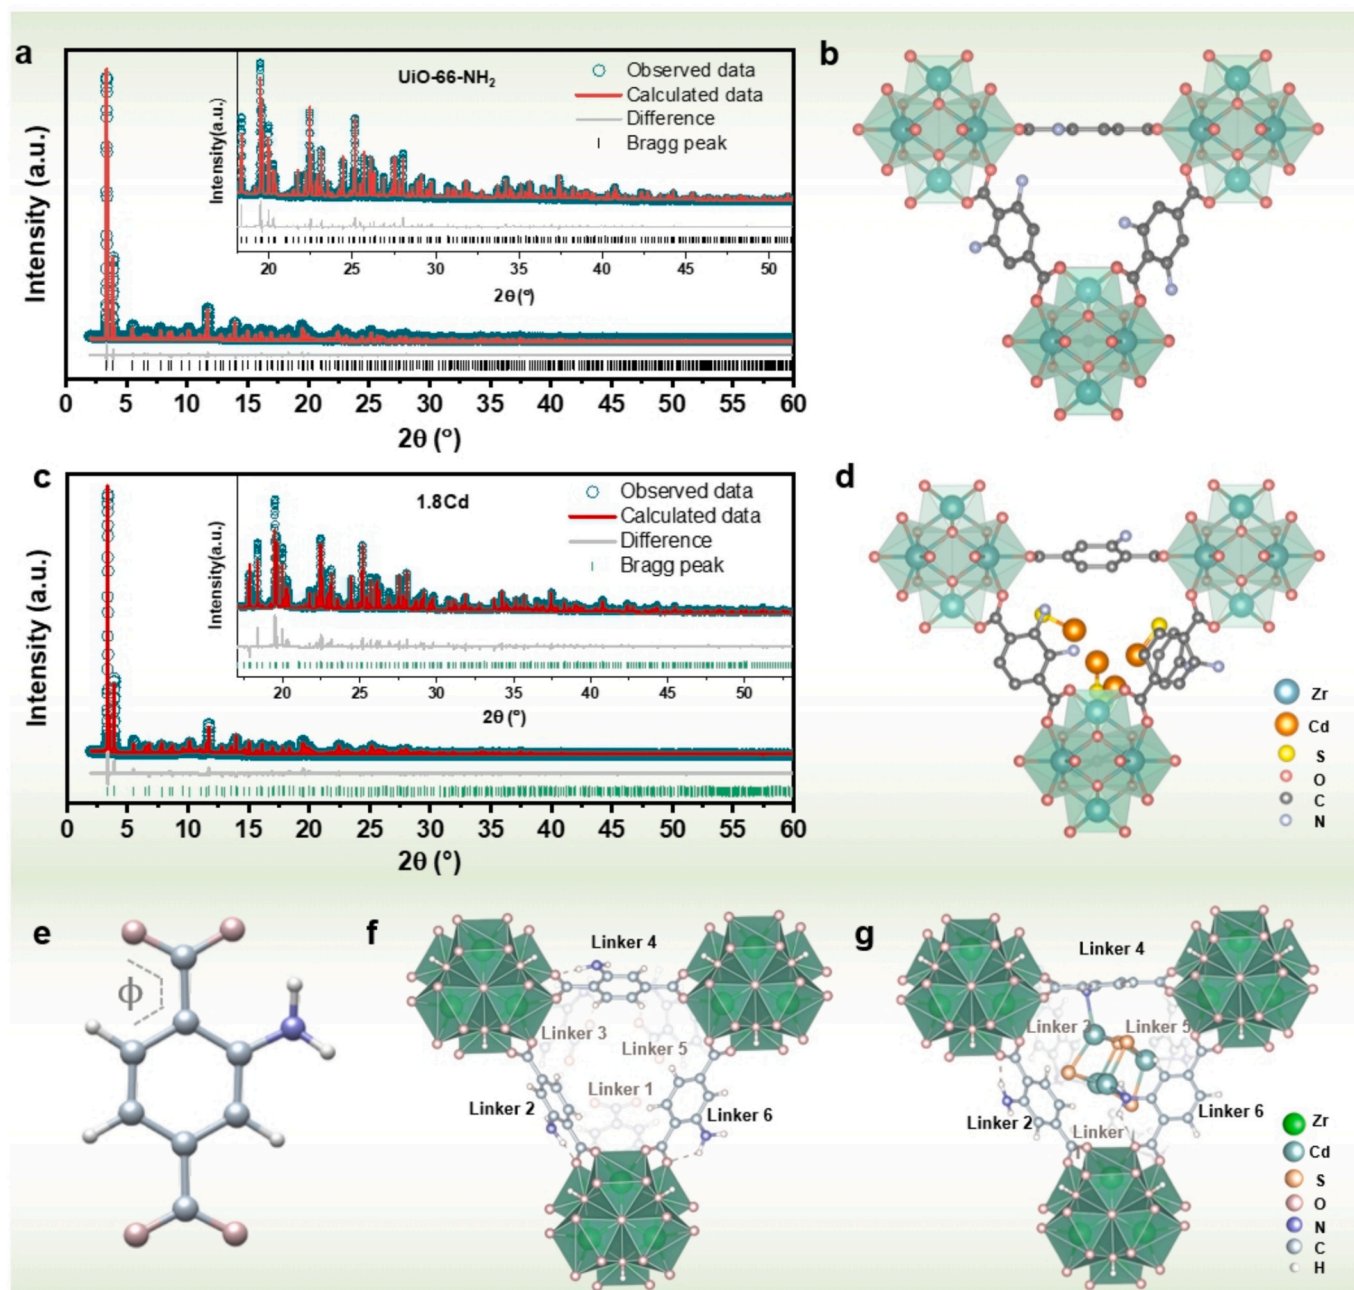 a
UiO-66-NH₂
Observed data
Calculated data
Difference
Bragg peak
Intensity(a.u.)
20 25 30 35 40 45 50
2θ (°)
Intensity (a.u.)
0 5 10 15 20 25 30 35 40 45 50 55 60
2θ (°)
b
c
1.8Cd
Observed data
Calculated data
Difference
Bragg peak
Intensity(a.u.)
20 25 30 35 40 45 50
2θ (°)
Intensity (a.u.)
0 5 10 15 20 25 30 35 40 45 50 55 60
2θ (°)
d
Zr
Cd
S
O
C
N
e
ϕ
f
Linker 4
Linker 3
Linker 5
Linker 1
Linker 2
Linker 6
g
Linker 4
Linker 3
Linker 5
Linker 2
Linker 6
Linker
Zr
Cd
S
O
N
C
H